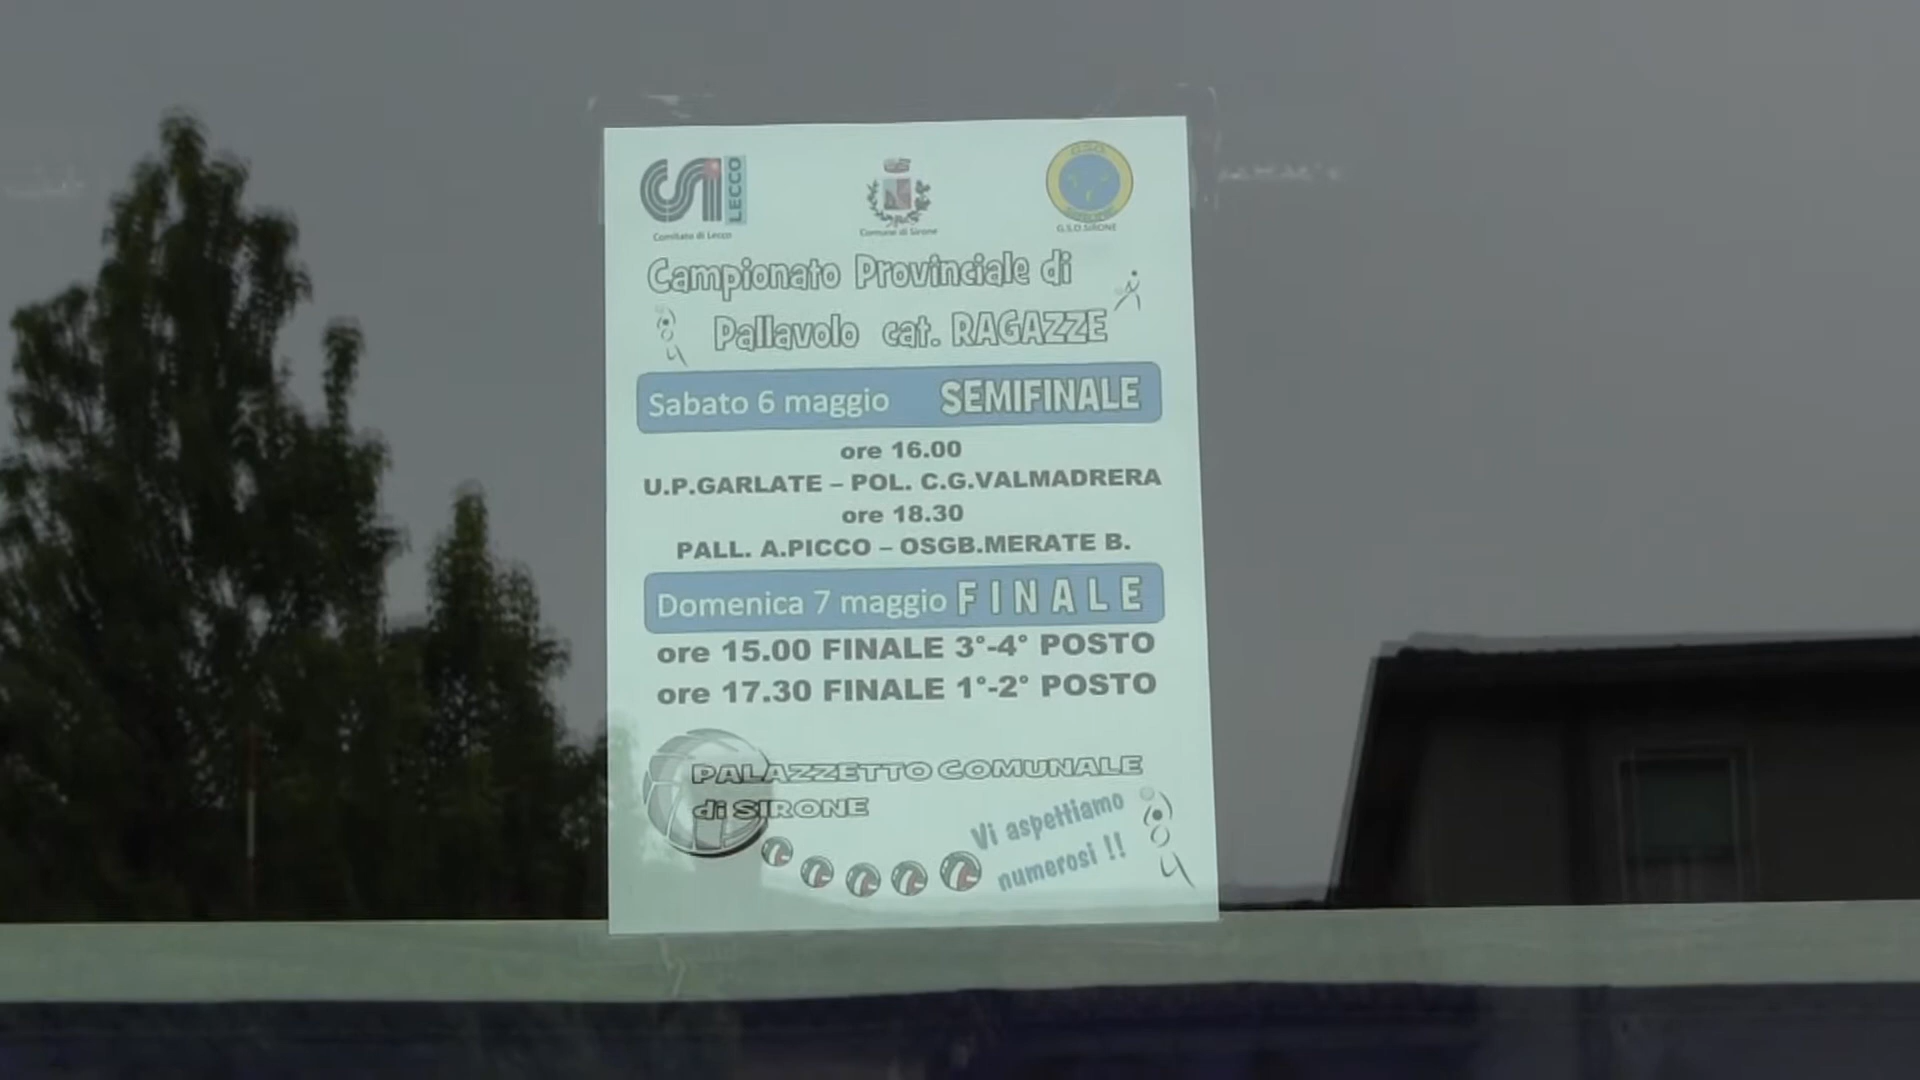 CSI LECCO
Comitato di Lecco
Comune di Sirone
G.S.O.SIRONE
Campionato Provinciale di
Pallavolo cat. RAGAZZE
Sabato 6 maggio SEMIFINALE
ore 16.00
U.P.GARLATE – POL. C.G.VALMADRERA
ore 18.30
PALL. A.PICCO – OSGB.MERATE B.
Domenica 7 maggio FINALE
ore 15.00 FINALE 3°-4° POSTO
ore 17.30 FINALE 1°-2° POSTO
PALAZZETTO COMUNALE
di SIRONE
Vi aspettiamo
numerosi !!